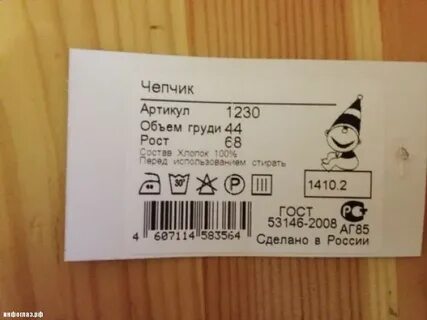 Чепчик
Артикул 1230
Объем груди 44
Рост 68
Состав Хлопок 100%
Перед использованием стирать
30°
P
1410.2
ГОСТ
53146-2008
АГ85
Сделано в России
4 607114 583564
инфоглаз.рф